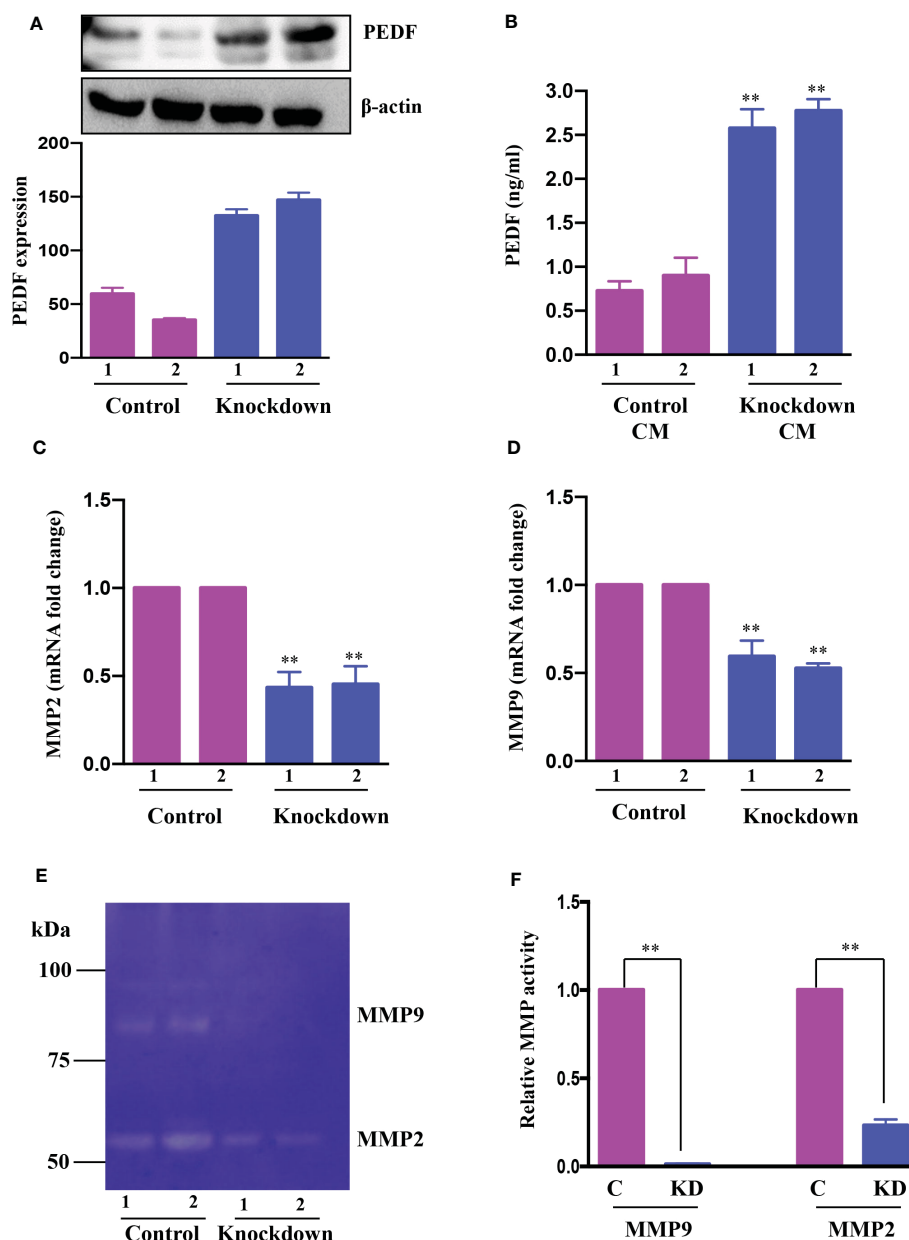 A
PEDF
β-actin
PEDF expression
200
150
100
50
0
1 2 1 2
Control Knockdown
B
PEDF (ng/ml)
3.0
2.5
2.0
1.5
1.0
0.5
0.0
** **
1 2 1 2
Control Knockdown
CM CM
C
MMP2 (mRNA fold change)
1.5
1.0
0.5
0.0
** **
1 2 1 2
Control Knockdown
D
MMP9 (mRNA fold change)
1.5
1.0
0.5
0.0
** **
1 2 1 2
Control Knockdown
E
kDa
100
MMP9
75
MMP2
50
1 2 1 2
Control Knockdown
F
Relative MMP activity
1.5
1.0
0.5
0.0
** **
C KD C KD
MMP9 MMP2